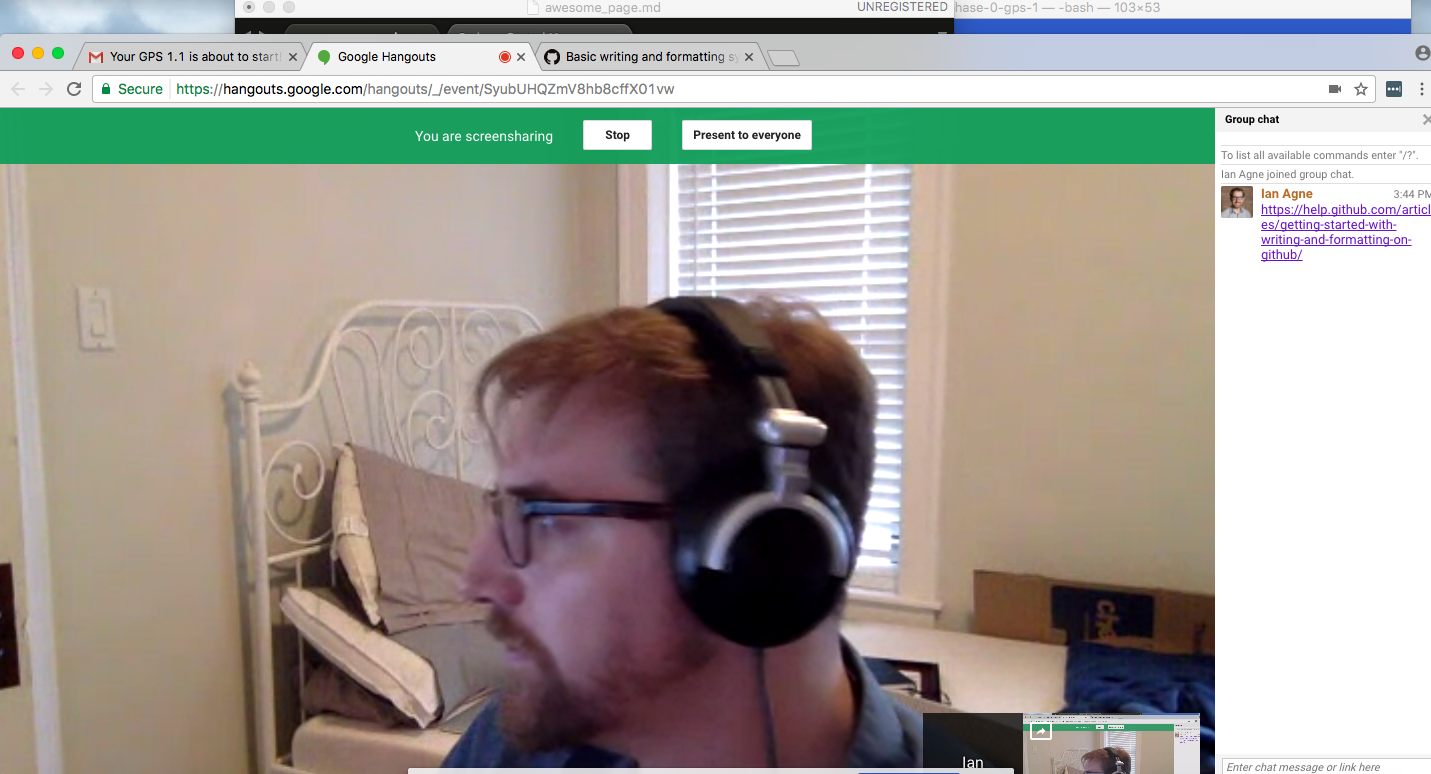 awesome_page.md
UNREGISTERED
hase-0-gps-1 — -bash — 103×53
Your GPS 1.1 is about to start!
Google Hangouts
Basic writing and formatting sy
Secure
https://hangouts.google.com/hangouts/_/event/SyubUHQZmV8hb8cffX01vw
You are screensharing
Stop
Present to everyone
Group chat
To list all available commands enter "/?".
Ian Agne joined group chat.
Ian Agne
3:44 PM
https://help.github.com/articl
es/getting-started-with-
writing-and-formatting-on-
github/
Ian
Enter chat message or link here